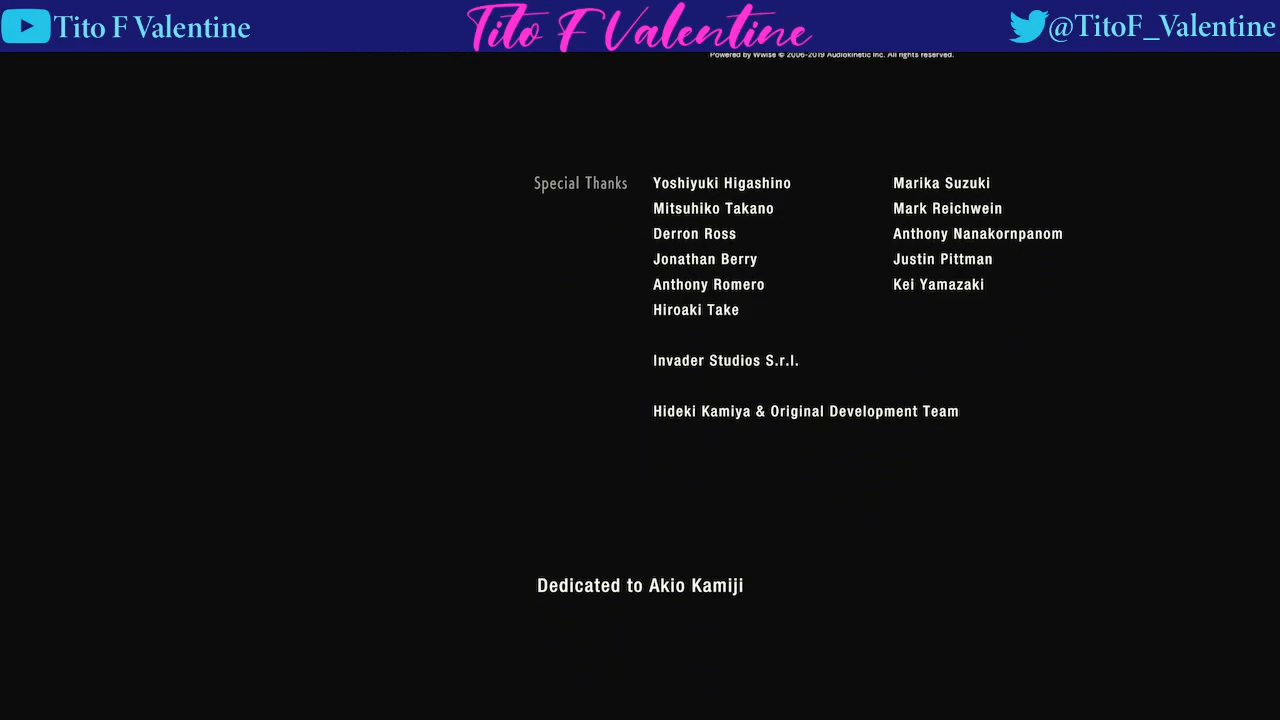 Tito F Valentine
Tito F Valentine
@TitoF_Valentine
Powered by Wwise © 2006-2019 Audiokinetic Inc. All rights reserved.
Special Thanks
Yoshiyuki Higashino
Marika Suzuki
Mitsuhiko Takano
Mark Reichwein
Derron Ross
Anthony Nanakornpanom
Jonathan Berry
Justin Pittman
Anthony Romero
Kei Yamazaki
Hiroaki Take
Invader Studios S.r.l.
Hideki Kamiya & Original Development Team
Dedicated to Akio Kamiji